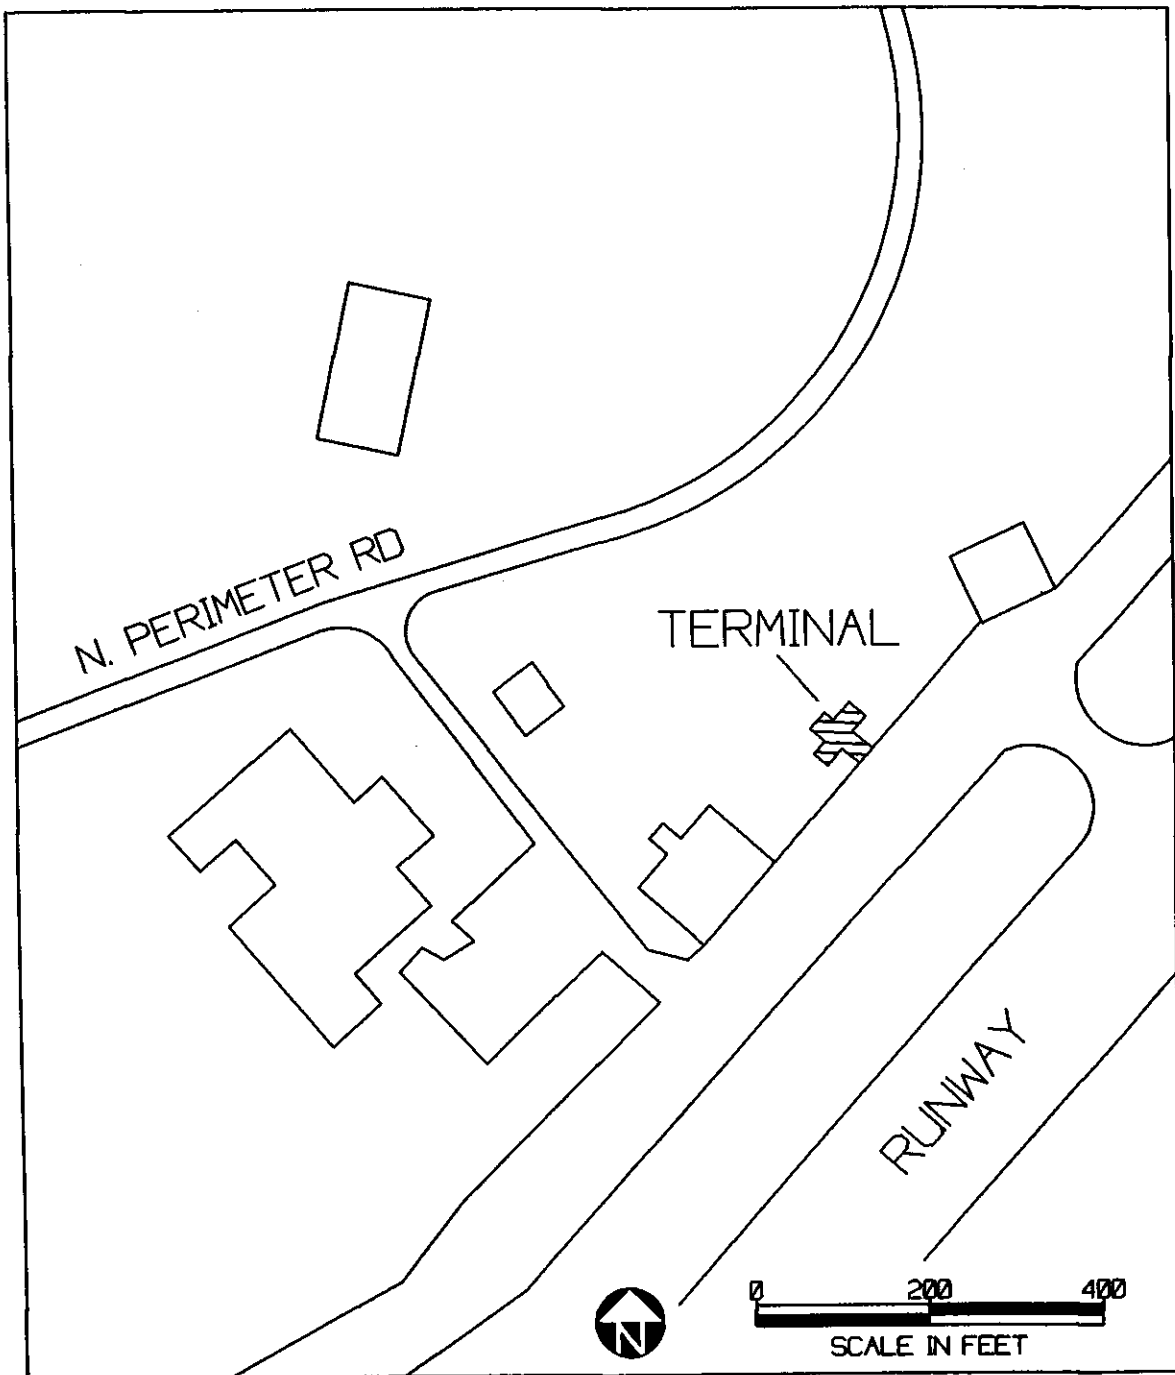 N. PERIMETER RD
TERMINAL
RUNWAY
0 200 400
N
SCALE IN FEET